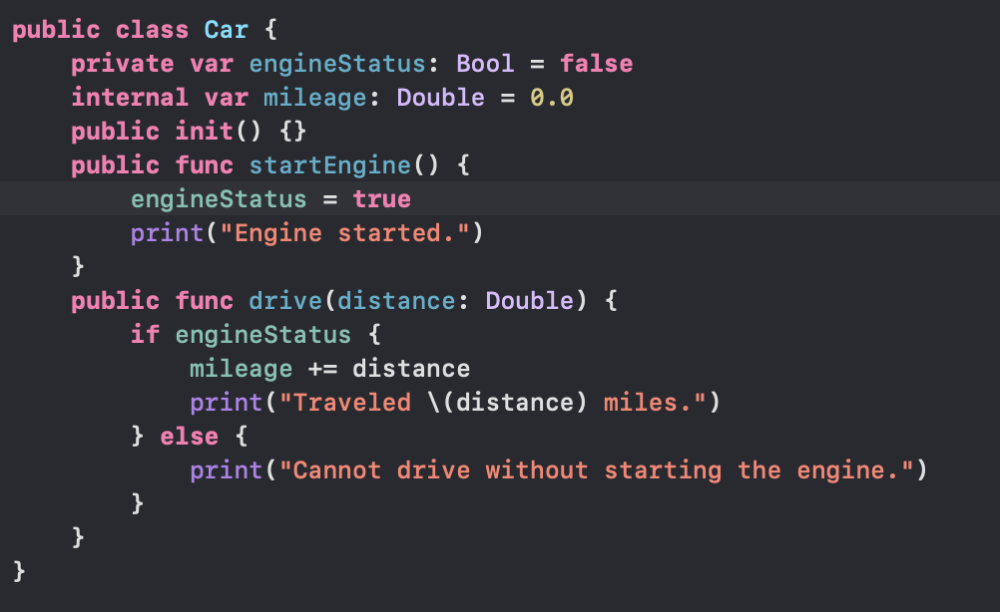 public class Car {
    private var engineStatus: Bool = false
    internal var mileage: Double = 0.0
    public init() {}
    public func startEngine() {
        engineStatus = true
        print("Engine started.")
    }
    public func drive(distance: Double) {
        if engineStatus {
            mileage += distance
            print("Traveled \(distance) miles.")
        } else {
            print("Cannot drive without starting the engine.")
        }
    }
}